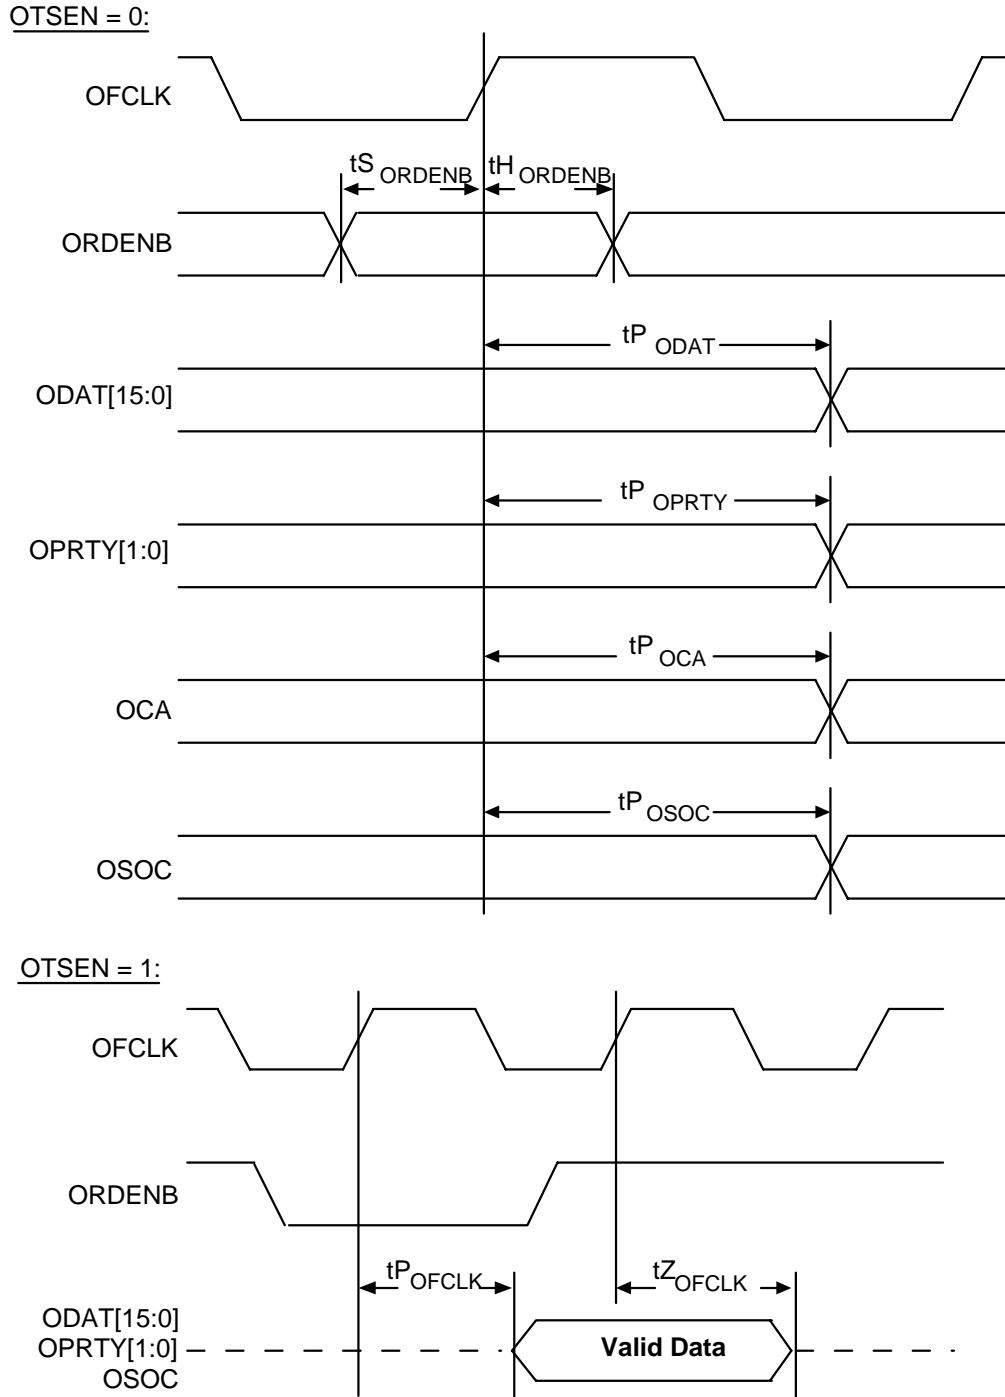 OTSEN = 0:
OFCLK
tS ORDENB tH ORDENB
ORDENB
tP ODAT
ODAT[15:0]
tP OPRTY
OPRTY[1:0]
tP OCA
OCA
tP OSOC
OSOC
OTSEN = 1:
OFCLK
ORDENB
tP OFCLK tZ OFCLK
ODAT[15:0]
OPRTY[1:0] Valid Data
OSOC